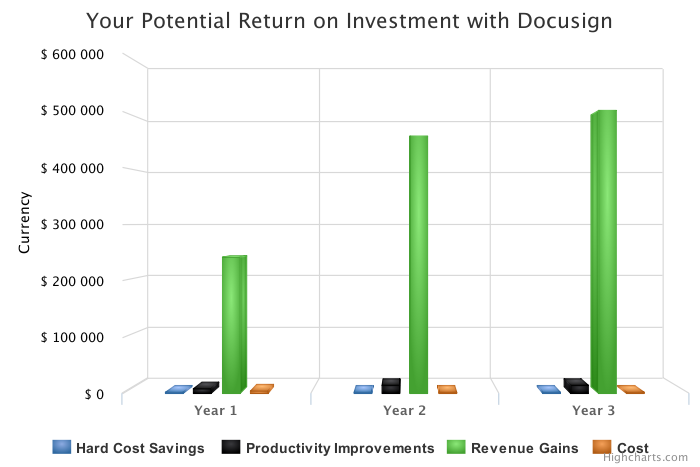 Your Potential Return on Investment with Docusign
$ 600 000
$ 500 000
$ 400 000
$ 300 000
$ 200 000
$ 100 000
$ 0
Currency
Year 1 Year 2 Year 3
Hard Cost Savings Productivity Improvements Revenue Gains Cost
Highcharts.com